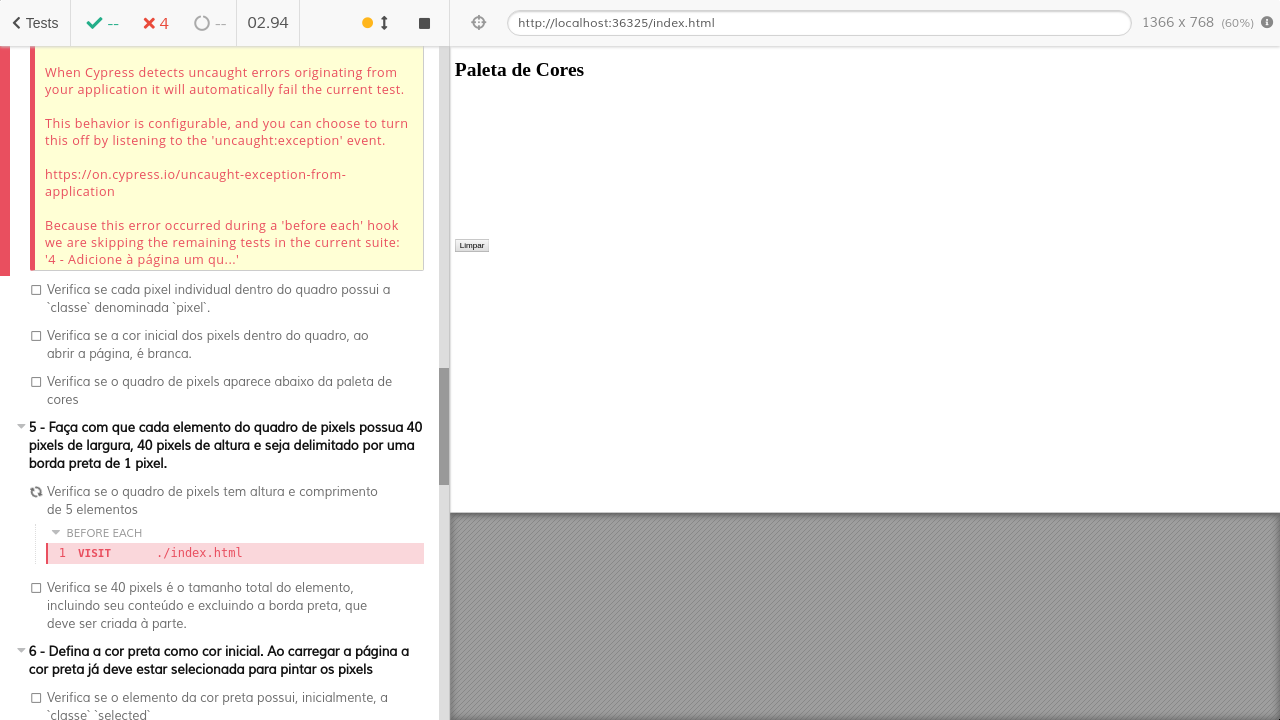 Tests
--
4
--
02.94
http://localhost:36325/index.html
1366 x 768 (60%)
When Cypress detects uncaught errors originating from
your application it will automatically fail the current test.
This behavior is configurable, and you can choose to turn
this off by listening to the 'uncaught:exception' event.
https://on.cypress.io/uncaught-exception-from-
application
Because this error occurred during a 'before each' hook
we are skipping the remaining tests in the current suite:
'4 - Adicione à página um qu...'
Verifica se cada pixel individual dentro do quadro possui a
`classe` denominada `pixel`.
Verifica se a cor inicial dos pixels dentro do quadro, ao
abrir a página, é branca.
Verifica se o quadro de pixels aparece abaixo da paleta de
cores
5 - Faça com que cada elemento do quadro de pixels possua 40
pixels de largura, 40 pixels de altura e seja delimitado por uma
borda preta de 1 pixel.
Verifica se o quadro de pixels tem altura e comprimento
de 5 elementos
BEFORE EACH
1 VISIT ./index.html
Verifica se 40 pixels é o tamanho total do elemento,
incluindo seu conteúdo e excluindo a borda preta, que
deve ser criada à parte.
6 - Defina a cor preta como cor inicial. Ao carregar a página a
cor preta já deve estar selecionada para pintar os pixels
Verifica se o elemento da cor preta possui, inicialmente, a
`classe` `selected`
Paleta de Cores
Limpar